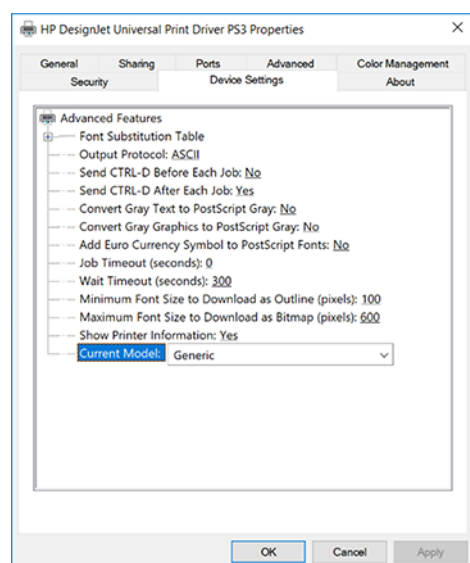 HP DesignJet Universal Print Driver PS3 Properties
General Sharing Ports Advanced Color Management
Security Device Settings About
Advanced Features
Font Substitution Table
Output Protocol: ASCII
Send CTRL-D Before Each Job: No
Send CTRL-D After Each Job: Yes
Convert Gray Text to PostScript Gray: No
Convert Gray Graphics to PostScript Gray: No
Add Euro Currency Symbol to PostScript Fonts: No
Job Timeout (seconds): 0
Wait Timeout (seconds): 300
Minimum Font Size to Download as Outline (pixels): 100
Maximum Font Size to Download as Bitmap (pixels): 600
Show Printer Information: Yes
Current Model: Generic
OK Cancel Apply